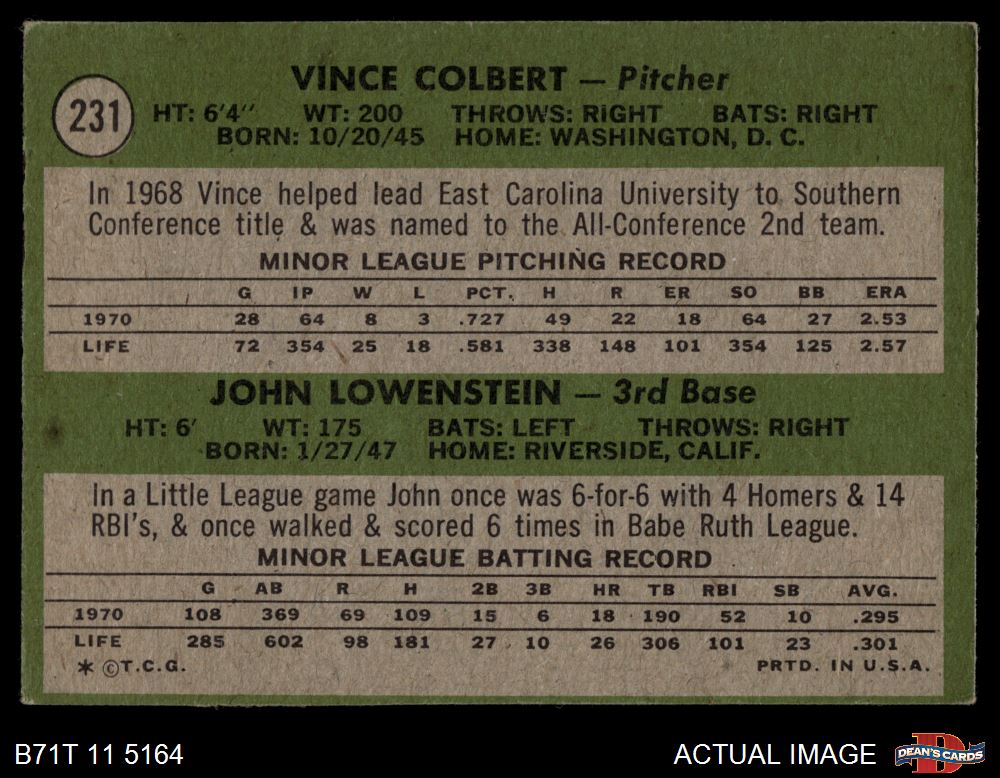 VINCE COLBERT — Pitcher
231
HT: 6'4" WT: 200 THROWS: RIGHT BATS: RIGHT
BORN: 10/20/45 HOME: WASHINGTON, D. C.
In 1968 Vince helped lead East Carolina University to Southern
Conference title & was named to the All-Conference 2nd team.
MINOR LEAGUE PITCHING RECORD
G IP W L PCT. H R ER SO BB ERA
1970 28 64 8 3 .727 49 22 18 64 27 2.53
LIFE 72 354 25 18 .581 338 148 101 354 125 2.57
JOHN LOWENSTEIN — 3rd Base
HT: 6' WT: 175 BATS: LEFT THROWS: RIGHT
BORN: 1/27/47 HOME: RIVERSIDE, CALIF.
In a Little League game John once was 6-for-6 with 4 Homers & 14
RBI's, & once walked & scored 6 times in Babe Ruth League.
MINOR LEAGUE BATTING RECORD
G AB R H 2B 3B HR TB RBI SB AVG.
1970 108 369 69 109 15 6 18 190 52 10 .295
LIFE 285 602 98 181 27 10 26 306 101 23 .301
* ©T.C.G. PRTD. IN U.S.A.
B71T 11 5164 ACTUAL IMAGE DEAN'S CARDS